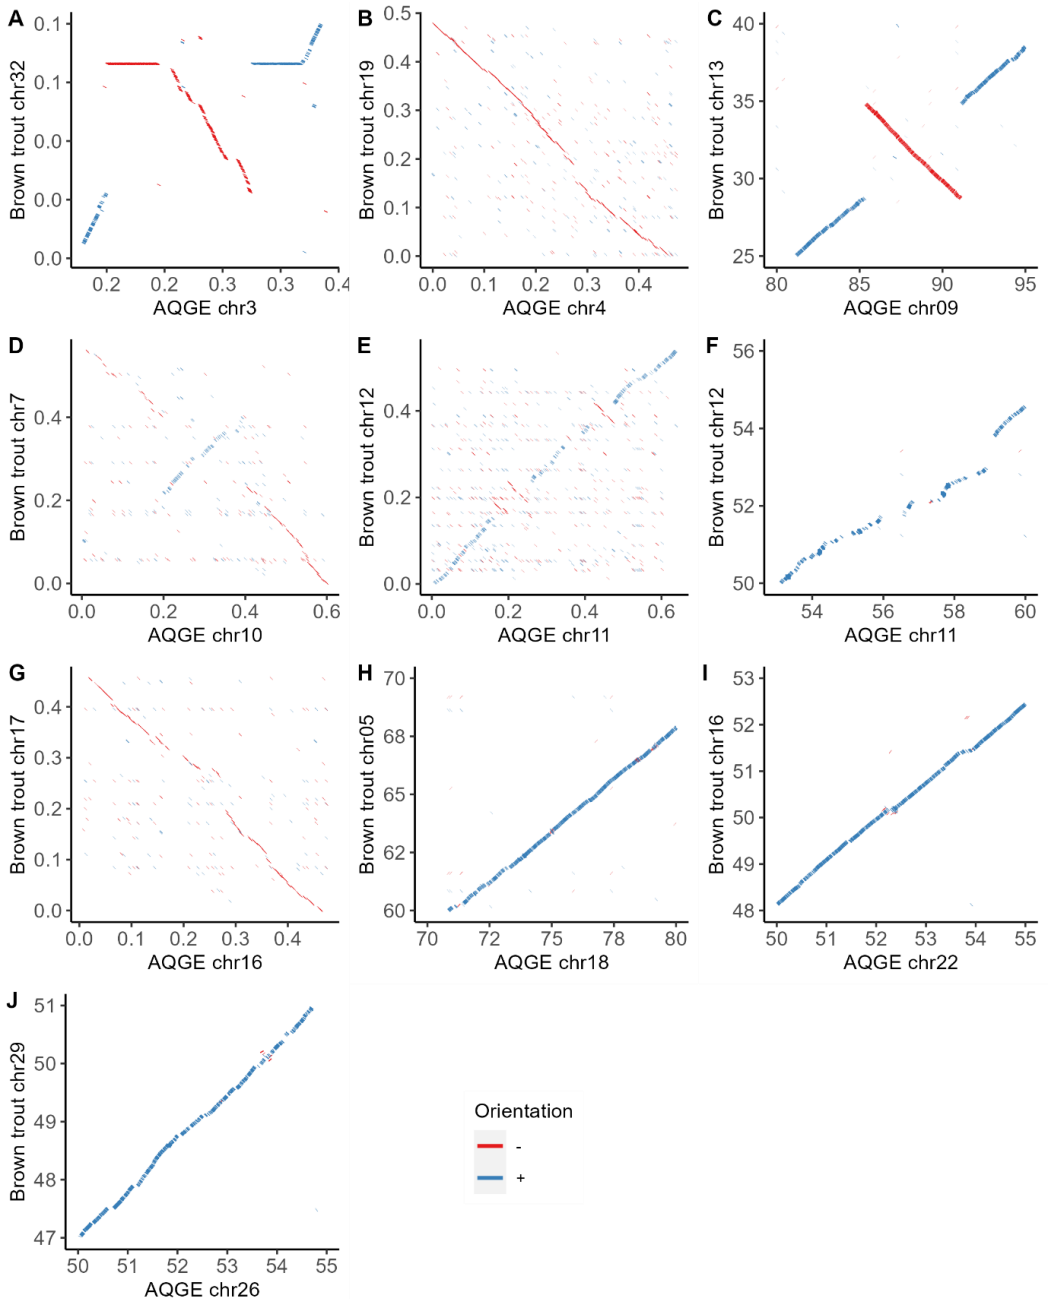 A
Brown trout chr32
0.1
0.1
0.0
0.0
0.0
0.2 0.2 0.3 0.3 0.4
AQGE chr3
B
Brown trout chr19
0.5
0.4
0.3
0.2
0.1
0.0
0.0 0.1 0.2 0.3 0.4
AQGE chr4
C
Brown trout chr13
40
35
30
25
80 85 90 95
AQGE chr09
D
Brown trout chr7
0.4
0.2
0.0
0.0 0.2 0.4 0.6
AQGE chr10
E
Brown trout chr12
0.4
0.2
0.0
0.0 0.2 0.4 0.6
AQGE chr11
F
Brown trout chr12
56
54
52
50
54 56 58 60
AQGE chr11
G
Brown trout chr17
0.4
0.3
0.2
0.1
0.0
0.0 0.1 0.2 0.3 0.4
AQGE chr16
H
Brown trout chr05
70
68
65
62
60
70 72 75 78 80
AQGE chr18
I
Brown trout chr16
53
52
51
50
49
48
50 51 52 53 54 55
AQGE chr22
J
Brown trout chr29
51
50
49
48
47
50 51 52 53 54 55
AQGE chr26
Orientation
-
+